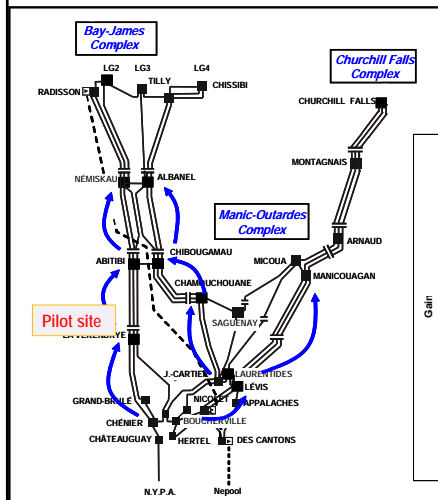 Bay-James
Complex
LG2
LG3
LG4
TILLY
CHISSIBI
RADISSON
Churchill Falls
Complex
CHURCHILL FALLS
MONTAGNAIS
NÉMISKAU
ALBANEL
Manic-Outardes
Complex
ARNAUD
CHIBOUGAMAU
MICOUA
ABITIBI
MANICOUAGAN
CHAMOUCHOUANE
SAGUENAY
Gain
Pilot site
J.-CARTIER
LAURENTIDES
LÉVIS
GRAND-BRÛLÉ
NICOLET
APPALACHES
CHÉNIER
BOUCHERVILLE
CHÂTEAUGUAY
HERTEL
DES CANTONS
N.Y.P.A.
Nepool